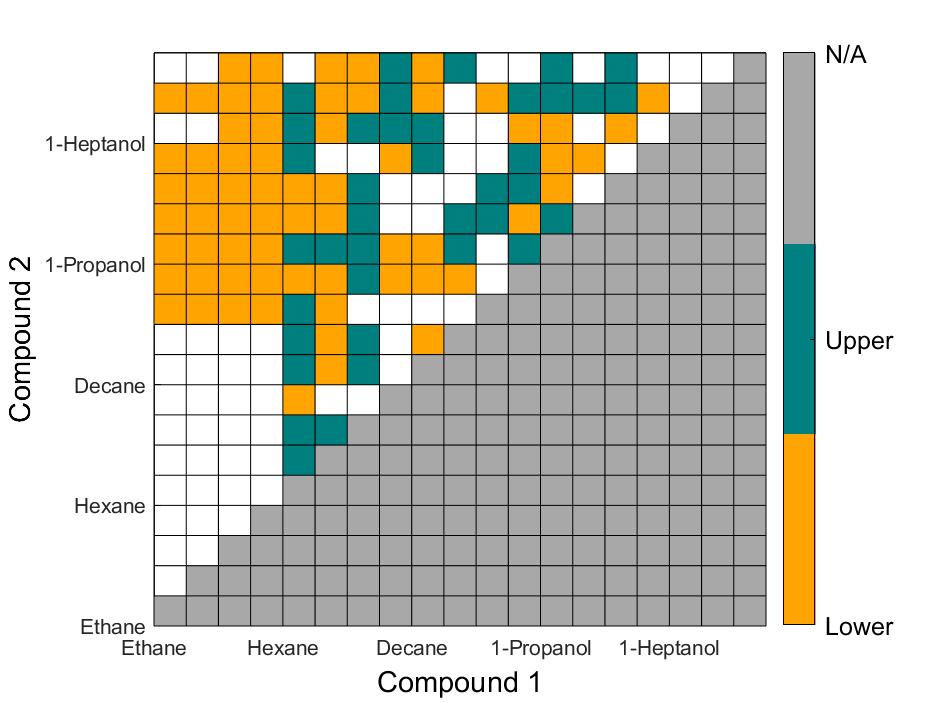 N/A
1-Heptanol
1-Propanol
Upper
Decane
Hexane
Ethane
Lower
Ethane Hexane Decane 1-Propanol 1-Heptanol
Compound 1
Compound 2